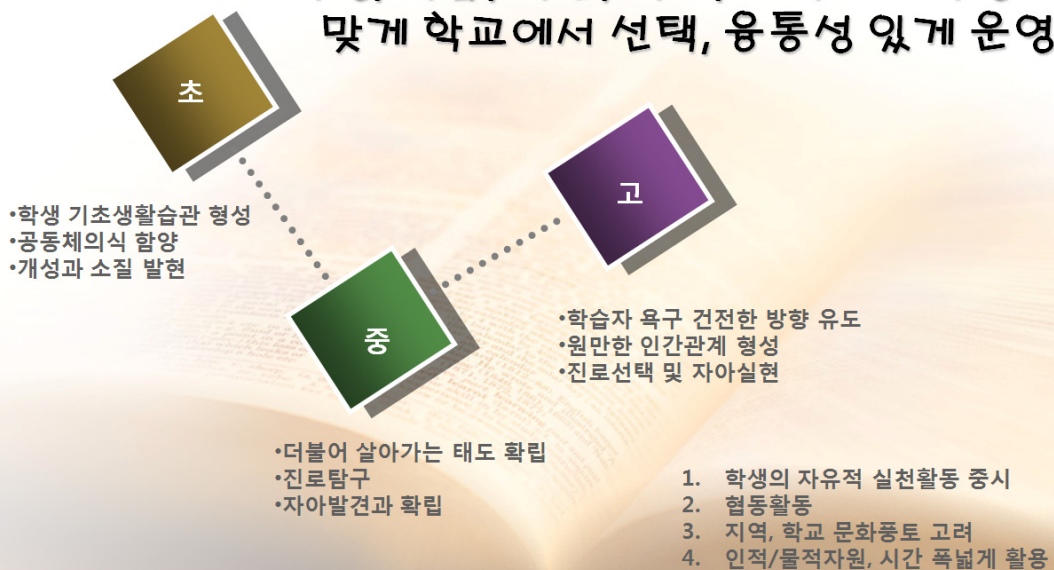 맞게 학교에서 선택, 융통성 있게 운영
초
•학생 기초생활습관 형성
•공동체의식 함양
•개성과 소질 발현
중
•더불어 살아가는 태도 확립
•진로탐구
•자아발견과 확립
고
•학습자 욕구 건전한 방향 유도
•원만한 인간관계 형성
•진로선택 및 자아실현
1. 학생의 자유적 실천활동 중시
2. 협동활동
3. 지역, 학교 문화풍토 고려
4. 인적/물적자원, 시간 폭넓게 활용